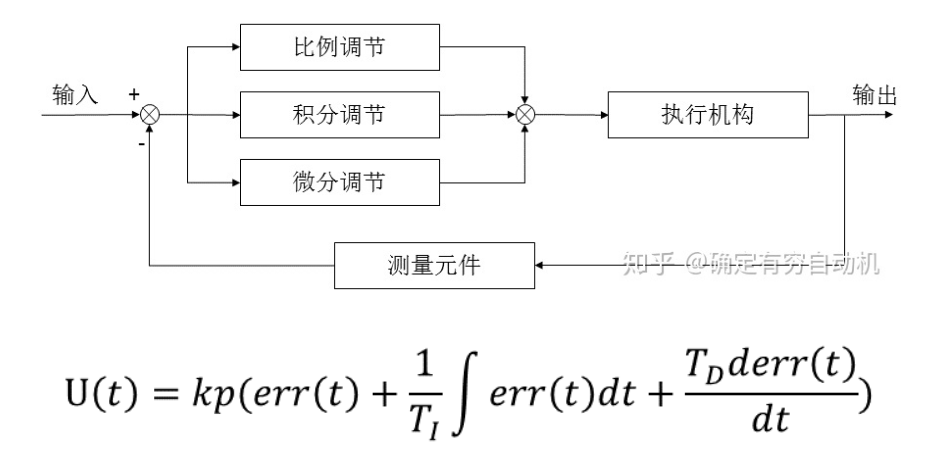 比例调节
输入 + 积分调节 执行机构 输出
-
微分调节
测量元件
知乎 @确定有穷自动机
U(t) = kp(err(t) + \frac{1}{T_I} ∫ err(t)dt + \frac{T_D derr(t)}{dt})